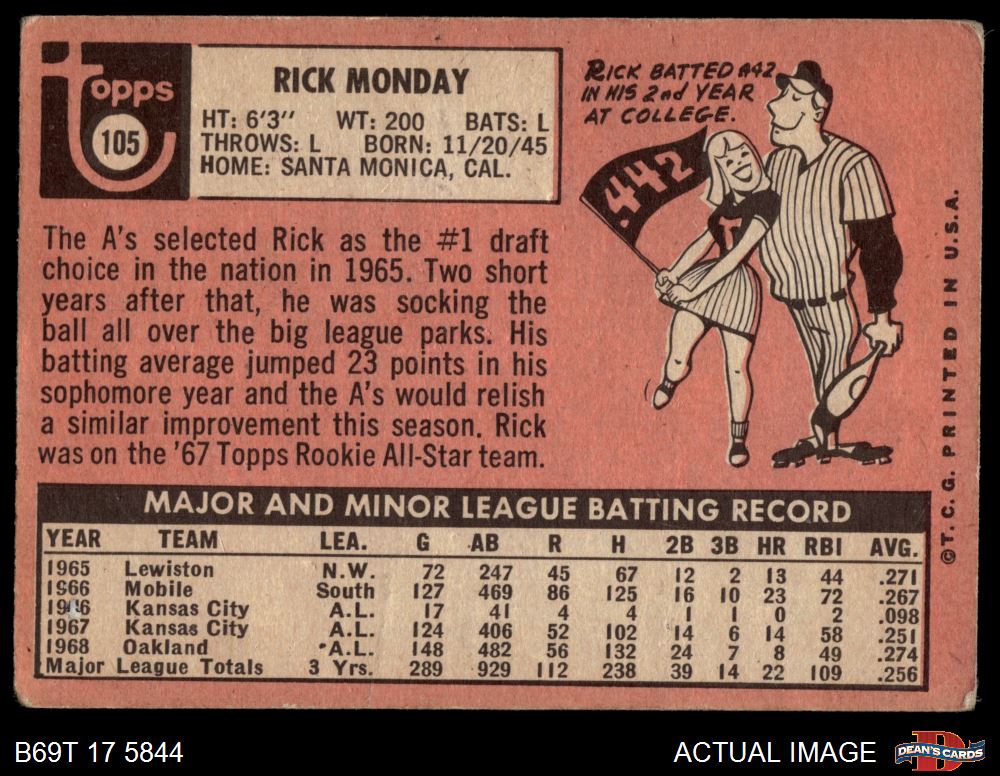 topps
105
RICK MONDAY
HT: 6'3" WT: 200 BATS: L
THROWS: L BORN: 11/20/45
HOME: SANTA MONICA, CAL.
RICK BATTED .442
IN HIS 2nd YEAR
AT COLLEGE.
.442
T
The A's selected Rick as the #1 draft
choice in the nation in 1965. Two short
years after that, he was socking the
ball all over the big league parks. His
batting average jumped 23 points in his
sophomore year and the A's would relish
a similar improvement this season. Rick
was on the '67 Topps Rookie All-Star team.
MAJOR AND MINOR LEAGUE BATTING RECORD
YEAR TEAM LEA. G AB R H 2B 3B HR RBI AVG.
1965 Lewiston N.W. 72 247 45 67 12 2 13 44 .271
1966 Mobile South 127 469 86 125 16 10 23 72 .267
1966 Kansas City A.L. 17 41 4 4 1 1 0 2 .098
1967 Kansas City A.L. 124 406 52 102 14 6 14 58 .251
1968 Oakland A.L. 148 482 56 132 24 7 8 49 .274
Major League Totals 3 Yrs. 289 929 112 238 39 14 22 109 .256
©T.C.G. PRINTED IN U.S.A.
B69T 17 5844
ACTUAL IMAGE
DEAN'S CARDS